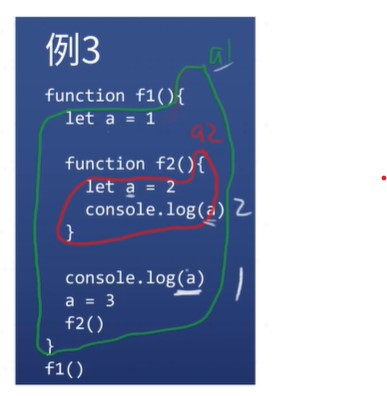 例3
a1
function f1(){
let a = 1
a2
function f2(){
let a = 2
console.log(a) 2
}
console.log(a) 1
a = 3
f2()
}
f1()